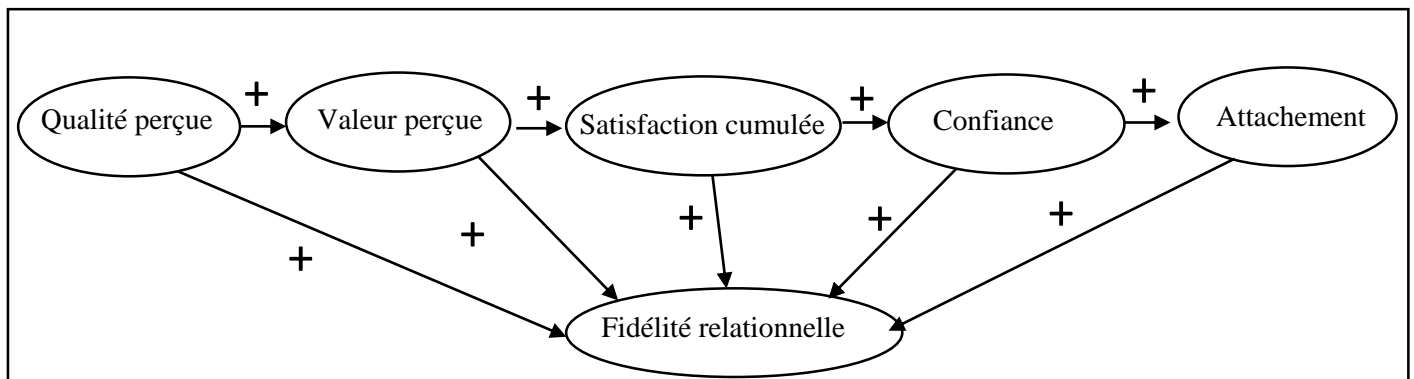 + + + +
Qualité perçue Valeur perçue Satisfaction cumulée Confiance Attachement
+ + + + +
Fidélité relationnelle